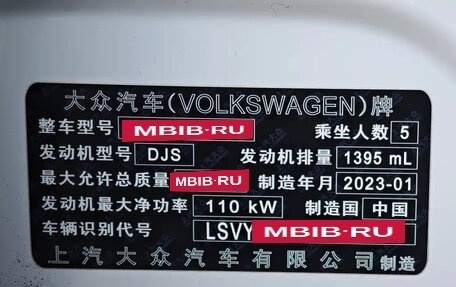 大众汽车(VOLKSWAGEN)牌
整车型号 MBIB·RU 乘坐人数 5
发动机型号 DJS 发动机排量 1395 mL
最大允许总质量 MBIB·RU 制造年月 2023-01
发动机最大净功率 110 kW 制造国 中国
车辆识别代号 LSVY MBIB·RU
上汽大众汽车有限公司 制造